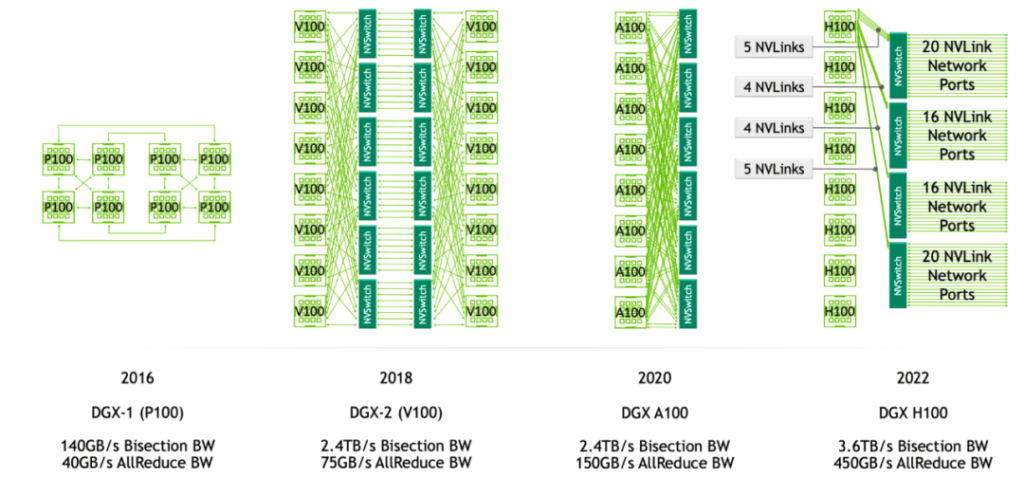 P100 P100 P100 P100
P100 P100 P100 P100
V100 NVSwitch NVSwitch V100
V100 NVSwitch NVSwitch V100
V100 NVSwitch NVSwitch V100
V100 NVSwitch NVSwitch V100
V100 NVSwitch NVSwitch V100
V100 NVSwitch NVSwitch V100
V100 V100
V100 V100
A100 NVSwitch
A100 NVSwitch
A100 NVSwitch
A100 NVSwitch
A100 NVSwitch
A100 NVSwitch
A100
A100
5 NVLinks
4 NVLinks
4 NVLinks
5 NVLinks
H100
H100
H100
H100
H100
H100
H100
H100
NVSwitch
20 NVLink
Network
Ports
NVSwitch
16 NVLink
Network
Ports
NVSwitch
16 NVLink
Network
Ports
NVSwitch
20 NVLink
Network
Ports
2016
DGX-1 (P100)
140GB/s Bisection BW
40GB/s AllReduce BW
2018
DGX-2 (V100)
2.4TB/s Bisection BW
75GB/s AllReduce BW
2020
DGX A100
2.4TB/s Bisection BW
150GB/s AllReduce BW
2022
DGX H100
3.6TB/s Bisection BW
450GB/s AllReduce BW